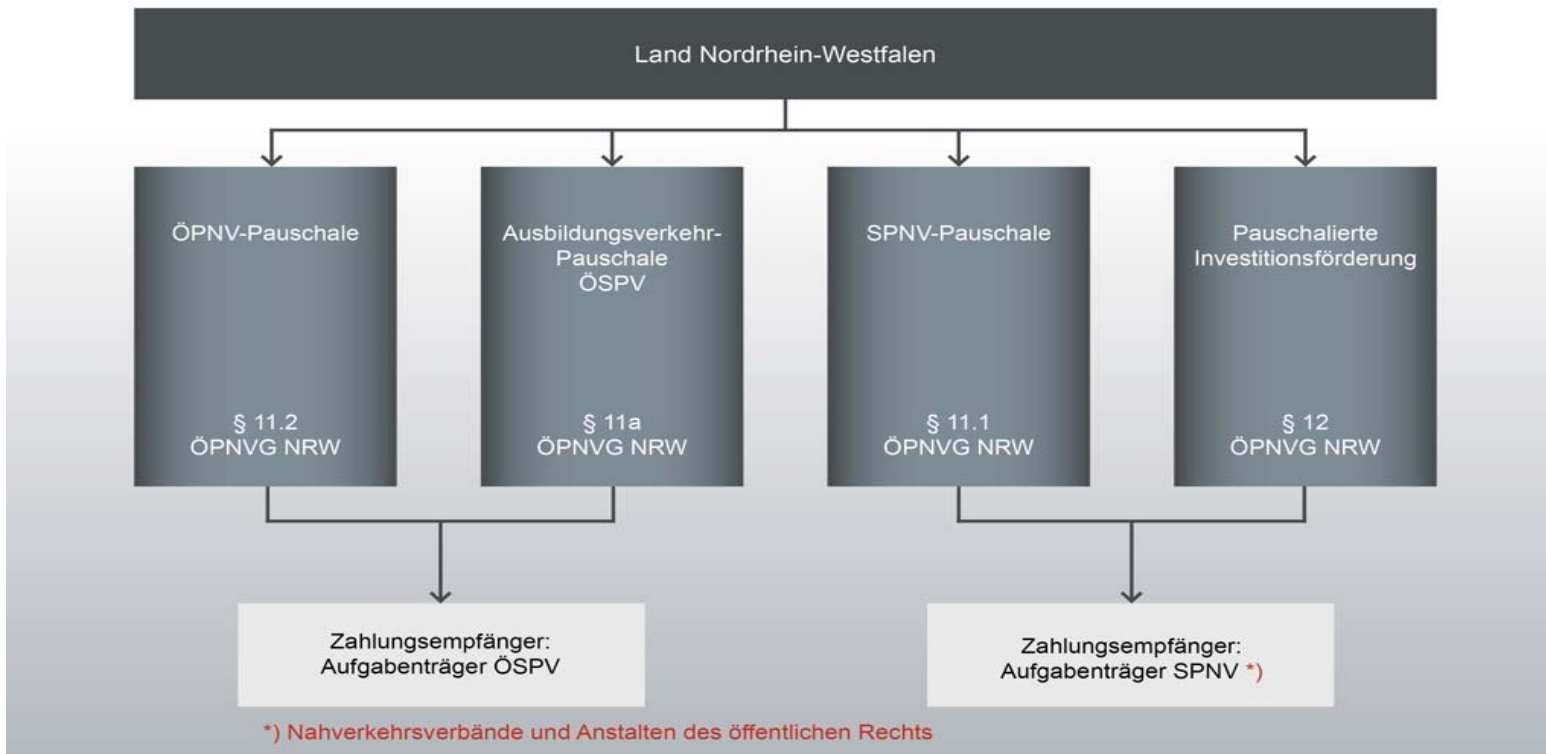 Land Nordrhein-Westfalen
ÖPNV-Pauschale
§ 11.2
ÖPNVG NRW
Ausbildungsverkehr-
Pauschale
ÖSPV
§ 11a
ÖPNVG NRW
SPNV-Pauschale
§ 11.1
ÖPNVG NRW
Pauschalierte
Investitionsförderung
§ 12
ÖPNVG NRW
Zahlungsempfänger:
Aufgabenträger ÖSPV
Zahlungsempfänger:
Aufgabenträger SPNV *)
*) Nahverkehrsverbände und Anstalten des öffentlichen Rechts